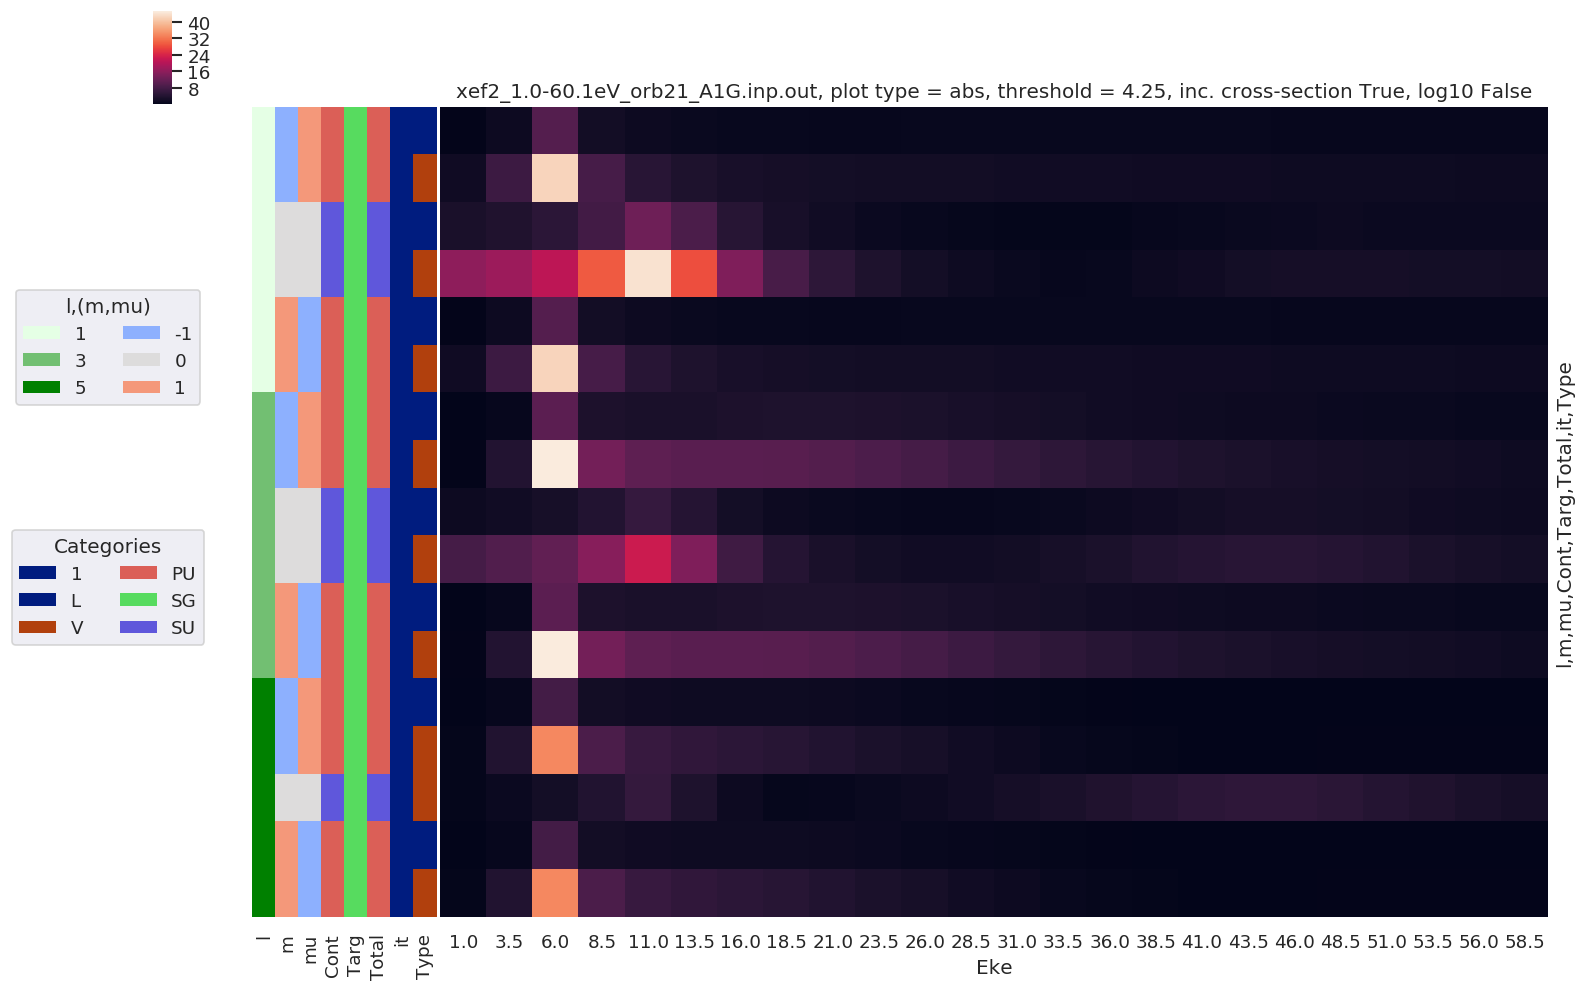 40
32
24
16
8
xef2_1.0-60.1eV_orb21_A1G.inp.out, plot type = abs, threshold = 4.25, inc. cross-section True, log10 False
l,(m,mu)
1 -1
3 0
5 1
Categories
1 PU
L SG
V SU
l,m,mu,Cont,Targ,Total,it,Type
l m mu Cont Targ Total it Type
1.0 3.5 6.0 8.5 11.0 13.5 16.0 18.5 21.0 23.5 26.0 28.5 31.0 33.5 36.0 38.5 41.0 43.5 46.0 48.5 51.0 53.5 56.0 58.5
Eke